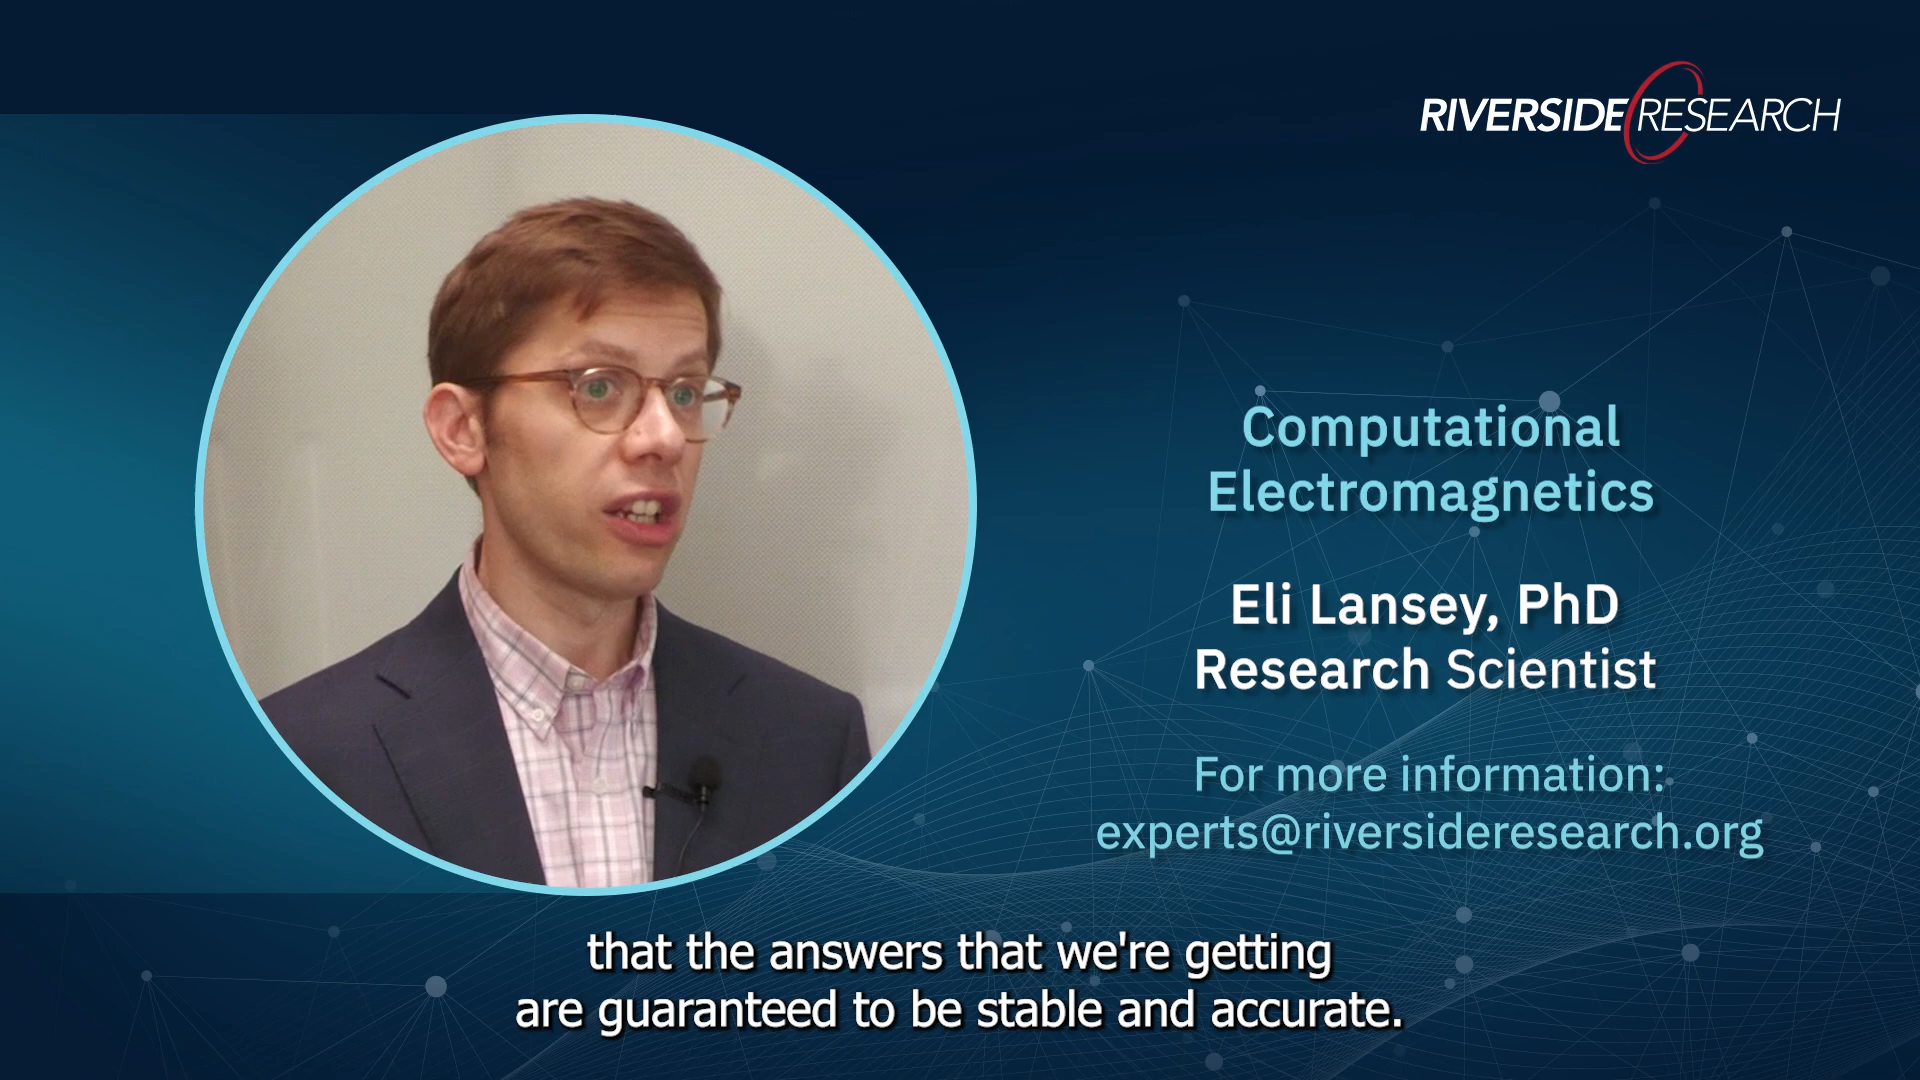 RIVERSIDE RESEARCH
Computational
Electromagnetics
Eli Lansey, PhD
Research Scientist
For more information:
experts@riversideresearch.org
that the answers that we're getting
are guaranteed to be stable and accurate.